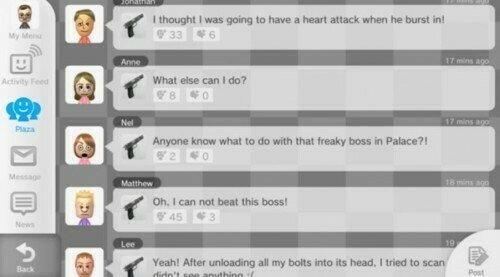 Jonathan
17 mins ago
I thought I was going to have a heart attack when he burst in!
33 6
Anne
17 mins ago
What else can I do?
8 0
Nel
17 mins ago
Anyone know what to do with that freaky boss in Palace?!
2 0
Matthew
18 mins ago
Oh, I can not beat this boss!
45 3
Lee
Yeah! After unloading all my bolts into its head, I tried to scan
didn't see anything :(
My Menu
Activity Feed
Plaza
Message
News
Back
Post